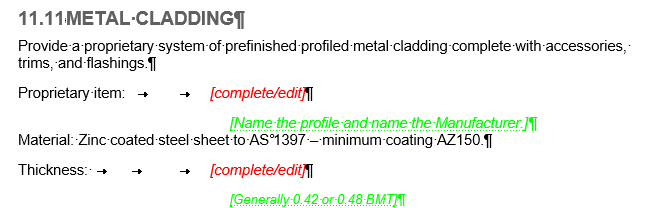 11.11 METAL CLADDING¶
Provide a proprietary system of prefinished profiled metal cladding complete with accessories,
trims, and flashings.¶
Proprietary item: → → [complete/edit]¶
[Name the profile and name the Manufacturer.]¶
Material: Zinc coated steel sheet to AS°1397 – minimum coating AZ150.¶
Thickness: → → → [complete/edit]¶
[Generally 0.42 or 0.48 BMT]¶